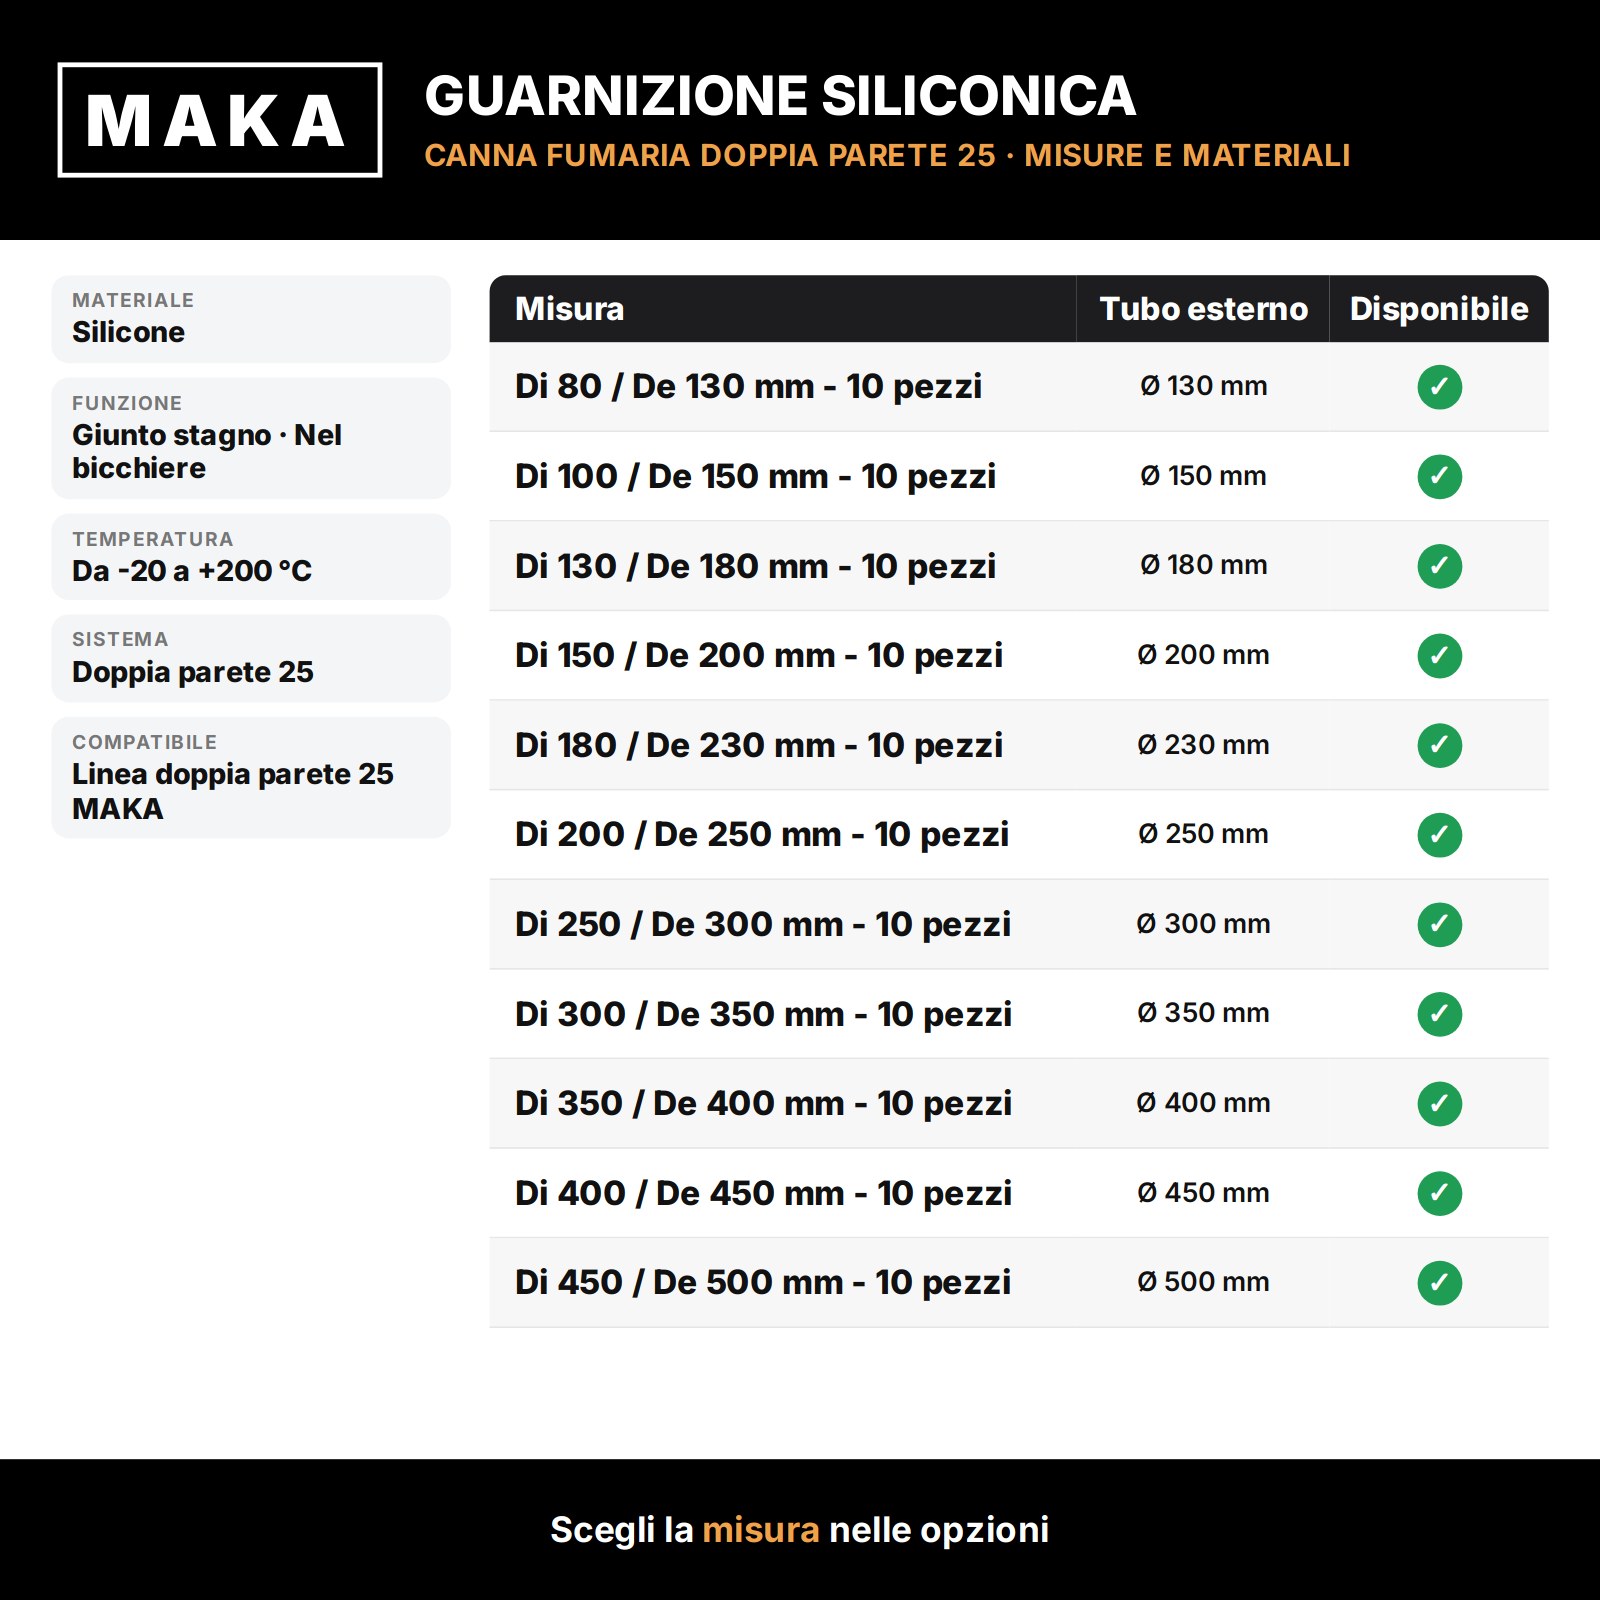 MAKA
GUARNIZIONE SILICONICA
CANNA FUMARIA DOPPIA PARETE 25 · MISURE E MATERIALI
MATERIALE
Silicone
FUNZIONE
Giunto stagno · Nel
bicchiere
TEMPERATURA
Da -20 a +200 °C
SISTEMA
Doppia parete 25
COMPATIBILE
Linea doppia parete 25
MAKA
Misura Tubo esterno Disponibile
Di 80 / De 130 mm - 10 pezzi Ø 130 mm ✓
Di 100 / De 150 mm - 10 pezzi Ø 150 mm ✓
Di 130 / De 180 mm - 10 pezzi Ø 180 mm ✓
Di 150 / De 200 mm - 10 pezzi Ø 200 mm ✓
Di 180 / De 230 mm - 10 pezzi Ø 230 mm ✓
Di 200 / De 250 mm - 10 pezzi Ø 250 mm ✓
Di 250 / De 300 mm - 10 pezzi Ø 300 mm ✓
Di 300 / De 350 mm - 10 pezzi Ø 350 mm ✓
Di 350 / De 400 mm - 10 pezzi Ø 400 mm ✓
Di 400 / De 450 mm - 10 pezzi Ø 450 mm ✓
Di 450 / De 500 mm - 10 pezzi Ø 500 mm ✓
Scegli la misura nelle opzioni